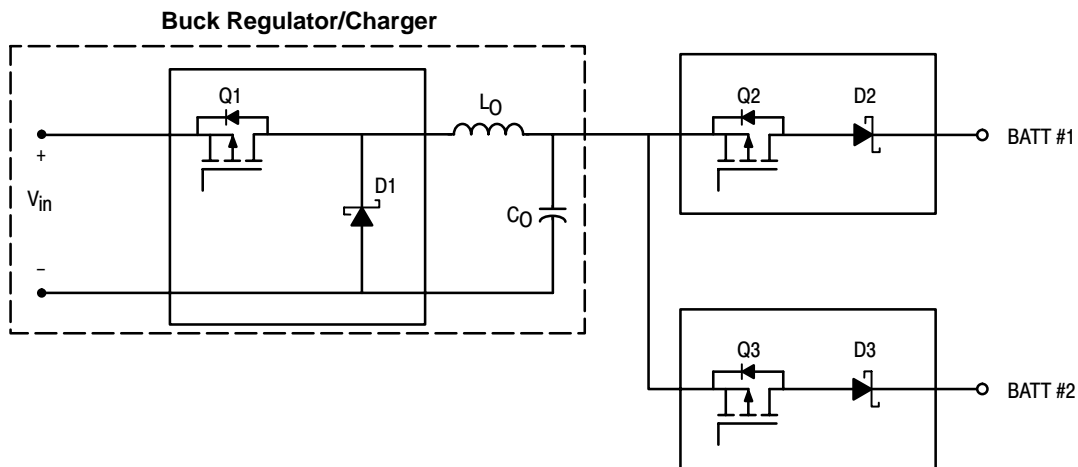 Buck Regulator/Charger
Q1
LO
Q2
D2
BATT #1
+
Vin
D1
CO
–
Q3
D3
BATT #2